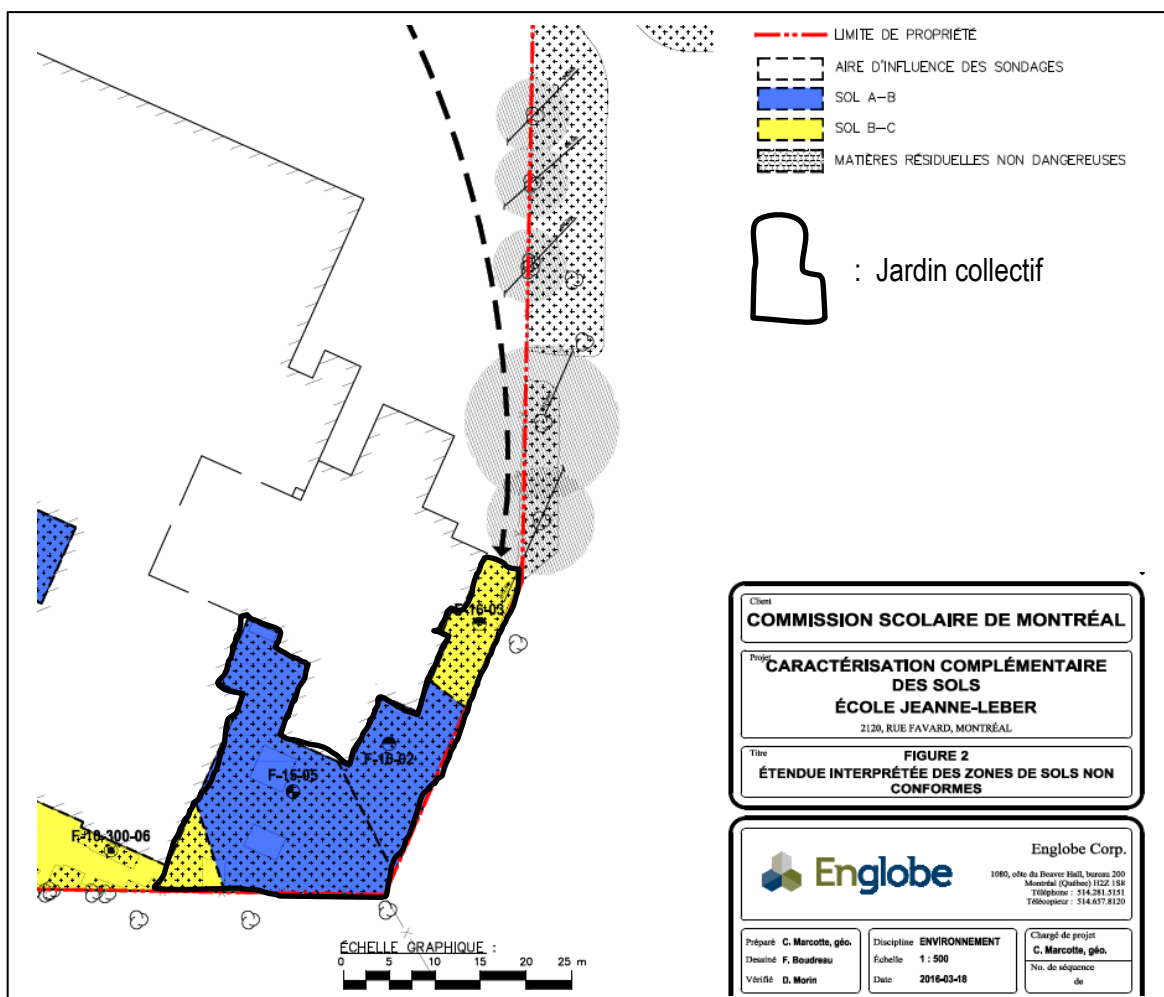 LIMITE DE PROPRIÉTÉ
AIRE D'INFLUENCE DES SONDAGES
SOL A–B
SOL B–C
MATIÈRES RÉSIDUELLES NON DANGEREUSES
: Jardin collectif
F-16-03
F-16-02
F-16-05
F-10-300-06
ÉCHELLE GRAPHIQUE :
0 5 10 15 20 25 m
Client
COMMISSION SCOLAIRE DE MONTRÉAL
Projet
CARACTÉRISATION COMPLÉMENTAIRE
DES SOLS
ÉCOLE JEANNE-LEBER
2120, RUE FAVARD, MONTRÉAL
Titre
FIGURE 2
ÉTENDUE INTERPRÉTÉE DES ZONES DE SOLS NON
CONFORMES
Englobe
Englobe Corp.
1080, côte du Beaver Hall, bureau 200
Montréal (Québec) H2Z 1S8
Téléphone : 514.281.5151
Télécopieur : 514.657.8120
Préparé C. Marcotte, géo.
Dessiné F. Boudreau
Vérifié D. Morin
Discipline ENVIRONNEMENT
Échelle 1 : 500
Date 2016-03-18
Chargé de projet
C. Marcotte, géo.
No. de séquence
de